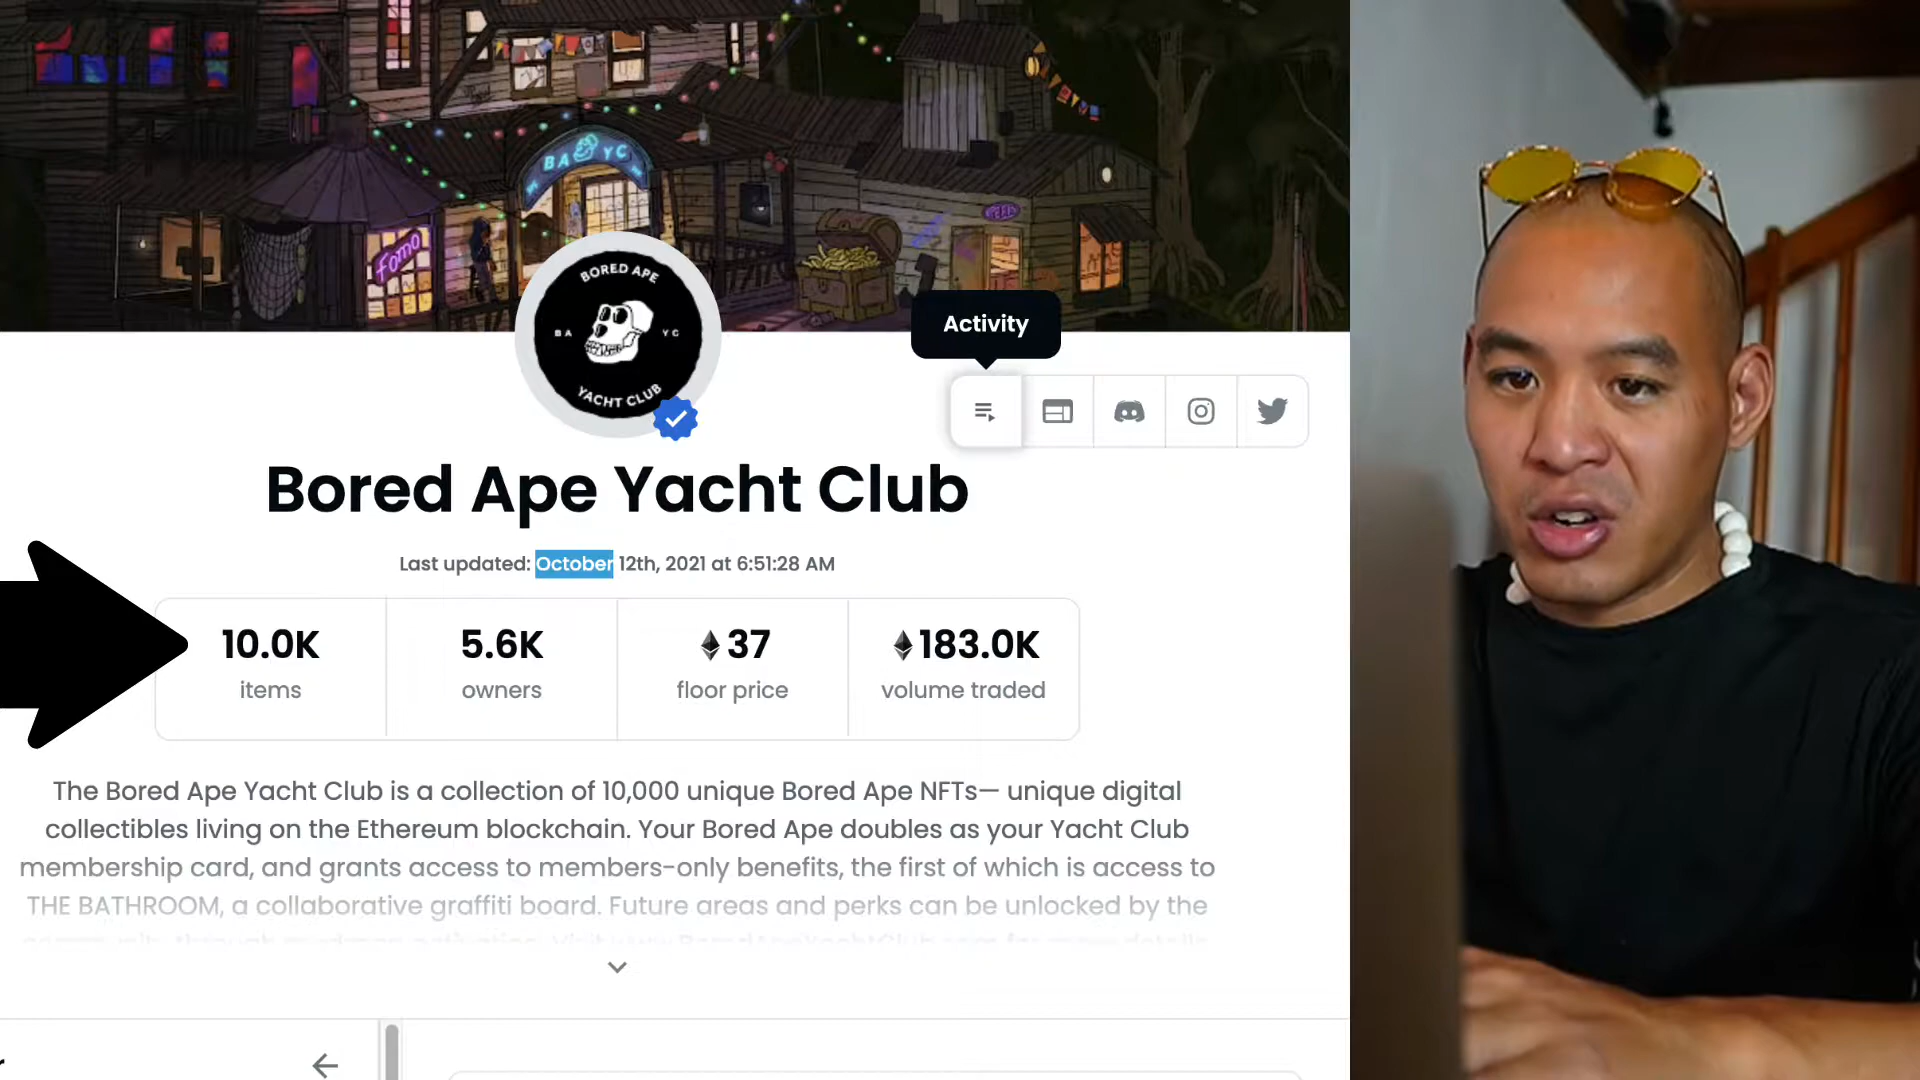 BA YC
Fomo
BORED APE
BA YC
YACHT CLUB
Activity
Bored Ape Yacht Club
Last updated: October 12th, 2021 at 6:51:28 AM
10.0K
items
5.6K
owners
37
floor price
183.0K
volume traded
The Bored Ape Yacht Club is a collection of 10,000 unique Bored Ape NFTs— unique digital
collectibles living on the Ethereum blockchain. Your Bored Ape doubles as your Yacht Club
membership card, and grants access to members-only benefits, the first of which is access to
THE BATHROOM, a collaborative graffiti board. Future areas and perks can be unlocked by the